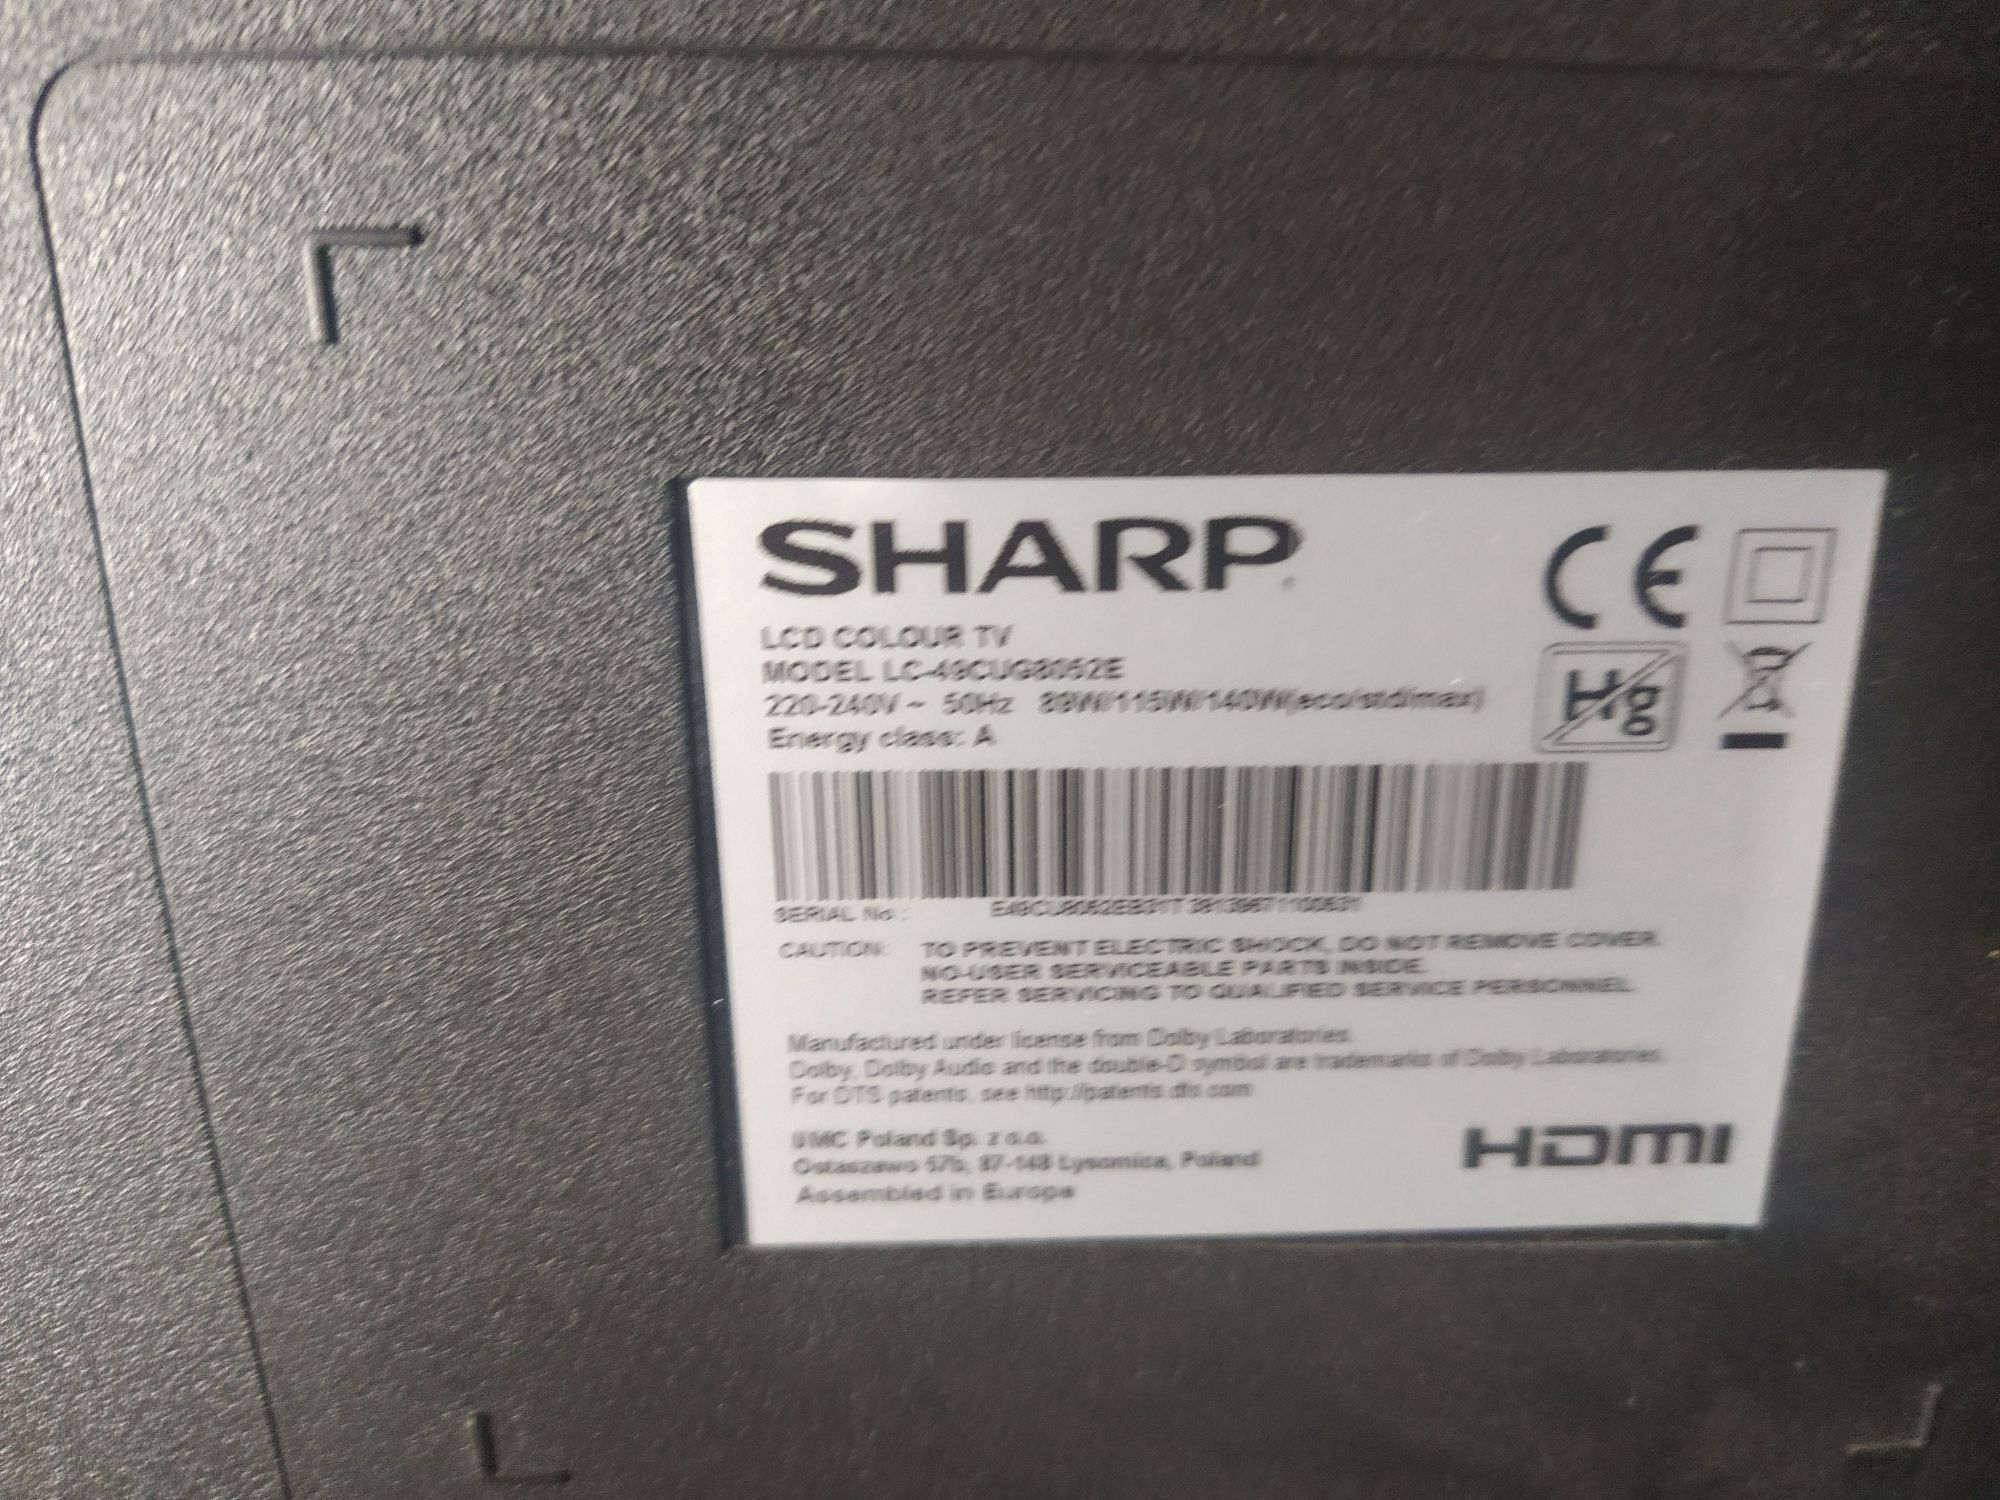 SHARP
CE
LCD COLOUR TV
MODEL LC-49CUG8062E
220-240V ~ 50Hz 89W/115W/140W(eco/std/max)
Energy class: A
Hg
SERIAL No.:
CAUTION: TO PREVENT ELECTRIC SHOCK, DO NOT REMOVE COVER.
NO-USER SERVICEABLE PARTS INSIDE.
REFER SERVICING TO QUALIFIED SERVICE PERSONNEL.
Manufactured under license from Dolby Laboratories.
Dolby, Dolby Audio and the double-D symbol are trademarks of Dolby Laboratories.
For DTS patents, see http://patents.dts.com
UMC Poland Sp. z o.o.
Ostaszewo 57b, 87-148 Lysomice, Poland
Assembled in Europe
HDMI